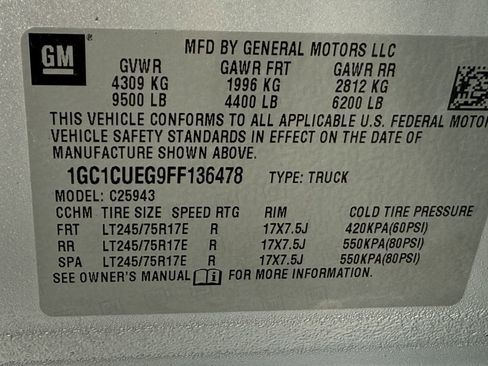 GM ®
MFD BY GENERAL MOTORS LLC
GVWR GAWR FRT GAWR RR
4309 KG 1996 KG 2812 KG
9500 LB 4400 LB 6200 LB
THIS VEHICLE CONFORMS TO ALL APPLICABLE U.S. FEDERAL MOTOR
VEHICLE SAFETY STANDARDS IN EFFECT ON THE DATE OF
MANUFACTURE SHOWN ABOVE.
1GC1CUEG9FF136478 TYPE: TRUCK
MODEL: C25943
CCHM TIRE SIZE SPEED RTG RIM COLD TIRE PRESSURE
FRT LT245/75R17E R 17X7.5J 420KPA(60PSI)
RR LT245/75R17E R 17X7.5J 550KPA(80PSI)
SPA LT245/75R17E R 17X7.5J 550KPA(80PSI)
SEE OWNER'S MANUAL FOR MORE INFORMATION.